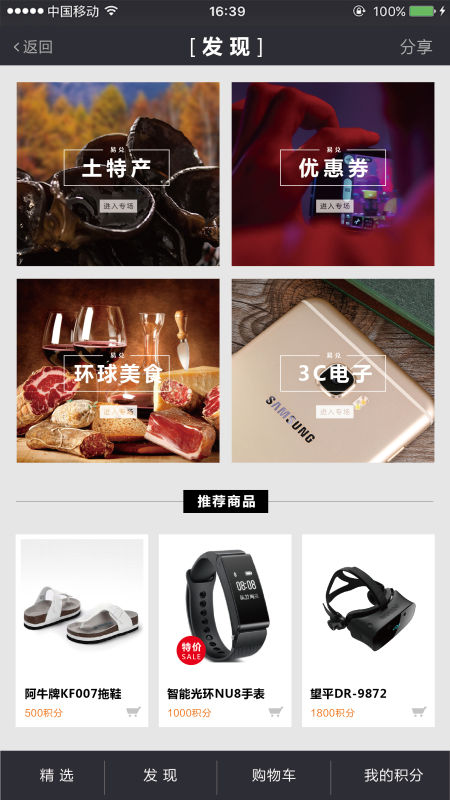 中国移动
16:39
100%
返回
[发现]
分享
易兑
土特产
进入专场
易兑
优惠券
进入专场
易兑
环球美食
进入专场
易兑
3C电子
进入专场
SAMSUNG
推荐商品
08:08
特价
SALE
阿牛牌KF007拖鞋
500积分
智能光环NU8手表
1000积分
望平DR-9872
1800积分
精选
发现
购物车
我的积分